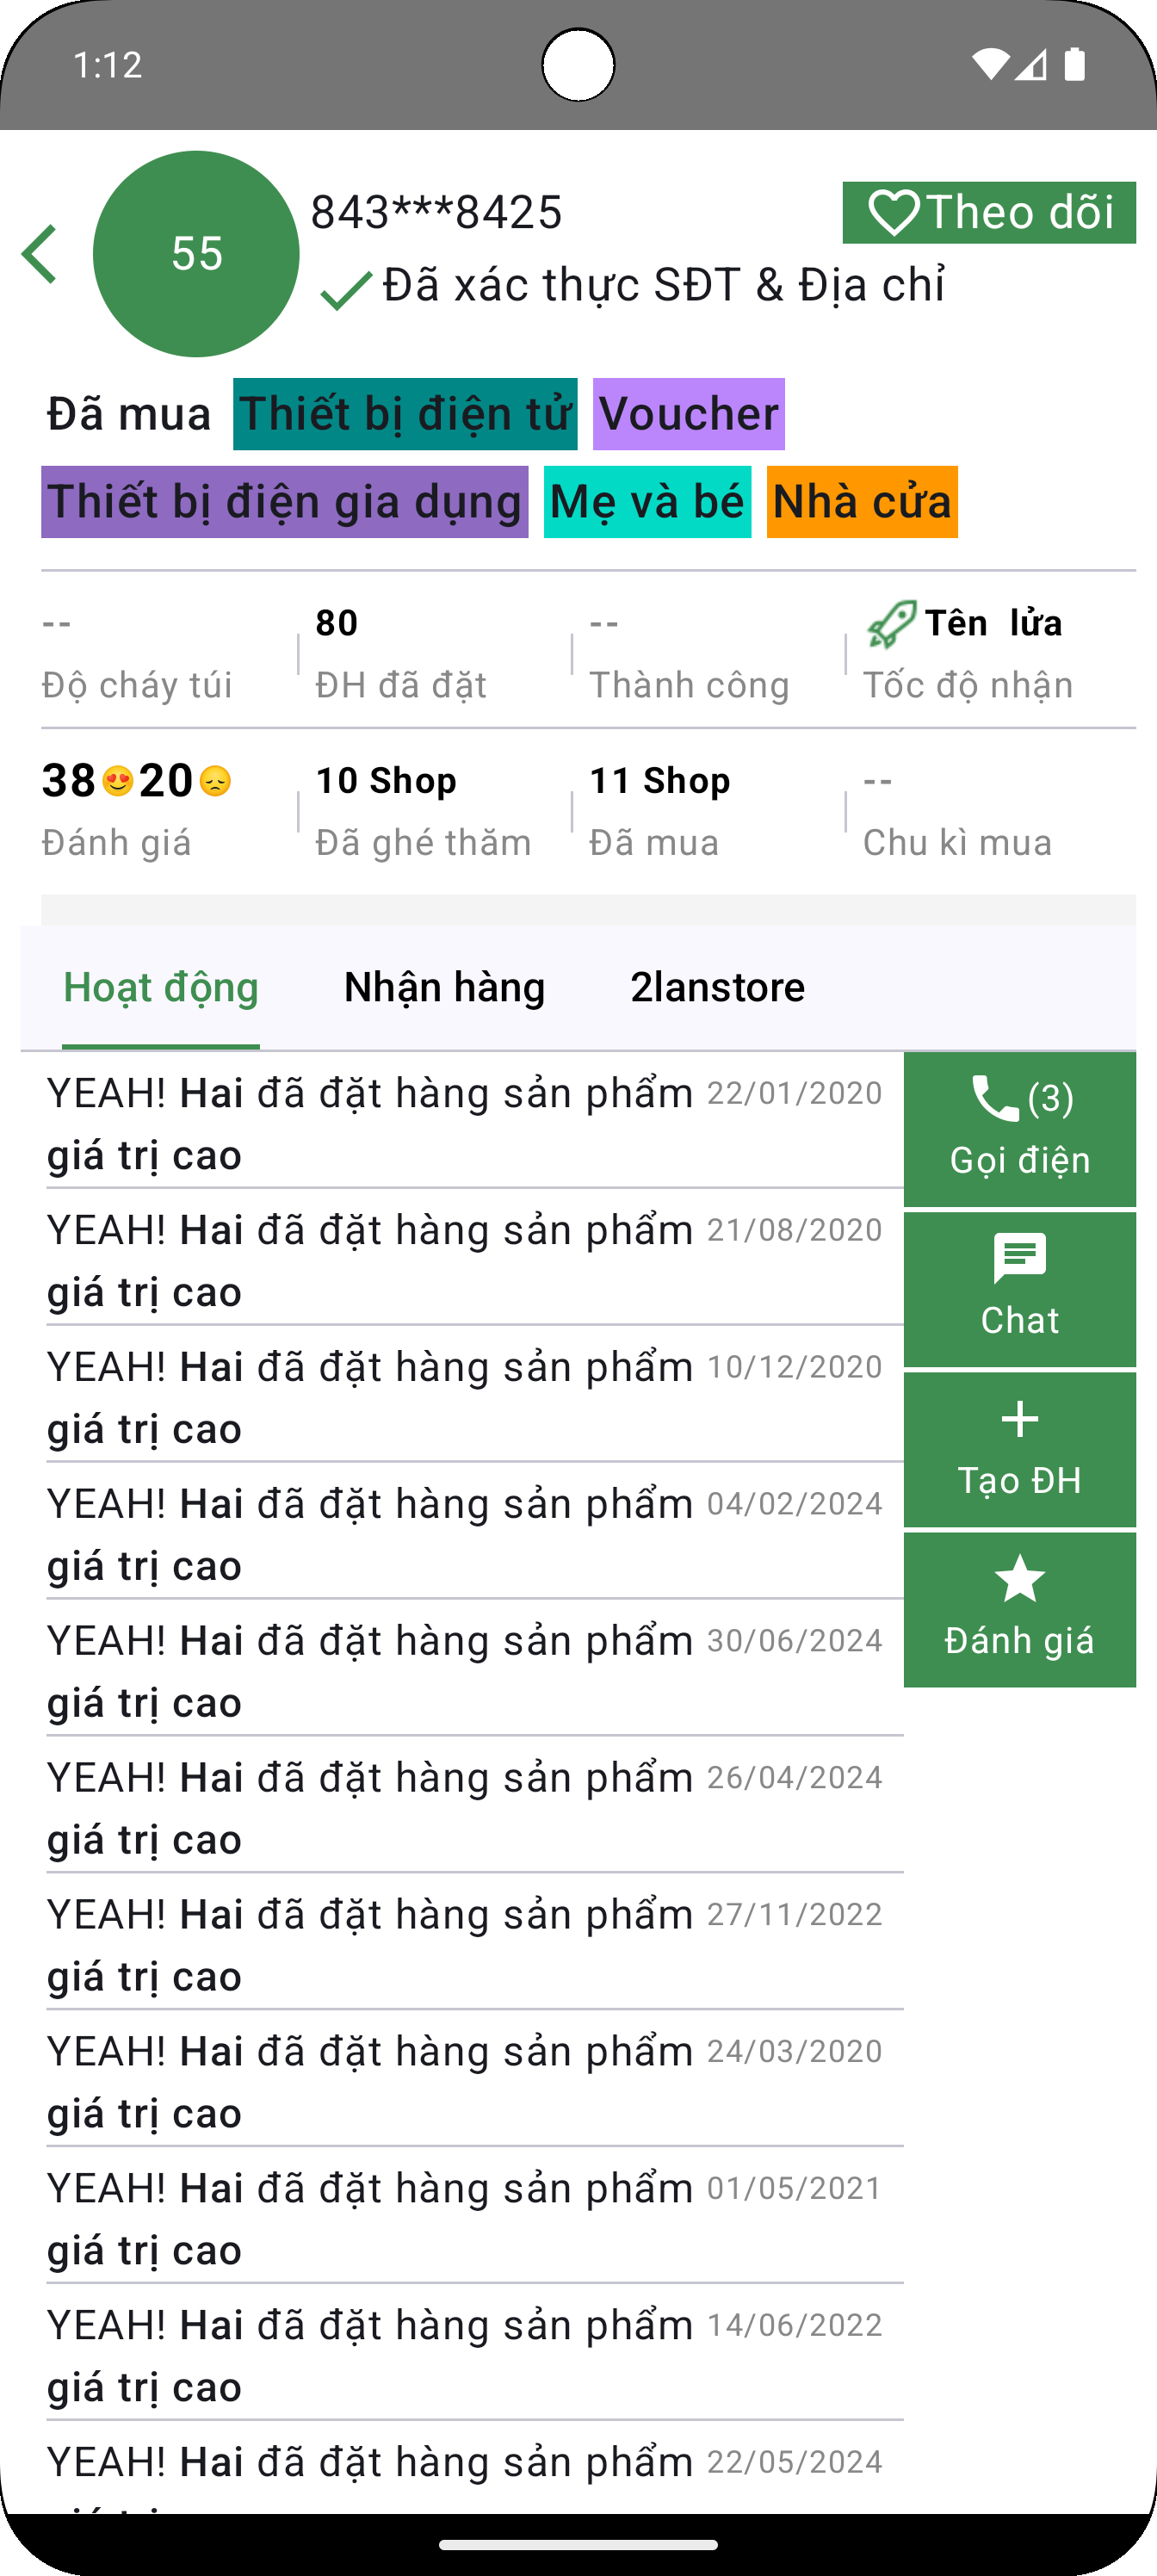 1:12
55
843***8425
Theo dõi
Đã xác thực SĐT & Địa chỉ
Đã mua Thiết bị điện tử Voucher
Thiết bị điện gia dụng Mẹ và bé Nhà cửa
-- 80 -- Tên lửa
Độ cháy túi ĐH đã đặt Thành công Tốc độ nhận
38😍20😞 10 Shop 11 Shop --
Đánh giá Đã ghé thăm Đã mua Chu kì mua
Hoạt động Nhận hàng 2lanstore
YEAH! Hai đã đặt hàng sản phẩm 22/01/2020
giá trị cao
YEAH! Hai đã đặt hàng sản phẩm 21/08/2020
giá trị cao
YEAH! Hai đã đặt hàng sản phẩm 10/12/2020
giá trị cao
YEAH! Hai đã đặt hàng sản phẩm 04/02/2024
giá trị cao
YEAH! Hai đã đặt hàng sản phẩm 30/06/2024
giá trị cao
YEAH! Hai đã đặt hàng sản phẩm 26/04/2024
giá trị cao
YEAH! Hai đã đặt hàng sản phẩm 27/11/2022
giá trị cao
YEAH! Hai đã đặt hàng sản phẩm 24/03/2020
giá trị cao
YEAH! Hai đã đặt hàng sản phẩm 01/05/2021
giá trị cao
YEAH! Hai đã đặt hàng sản phẩm 14/06/2022
giá trị cao
YEAH! Hai đã đặt hàng sản phẩm 22/05/2024
(3)
Gọi điện
Chat
Tạo ĐH
Đánh giá